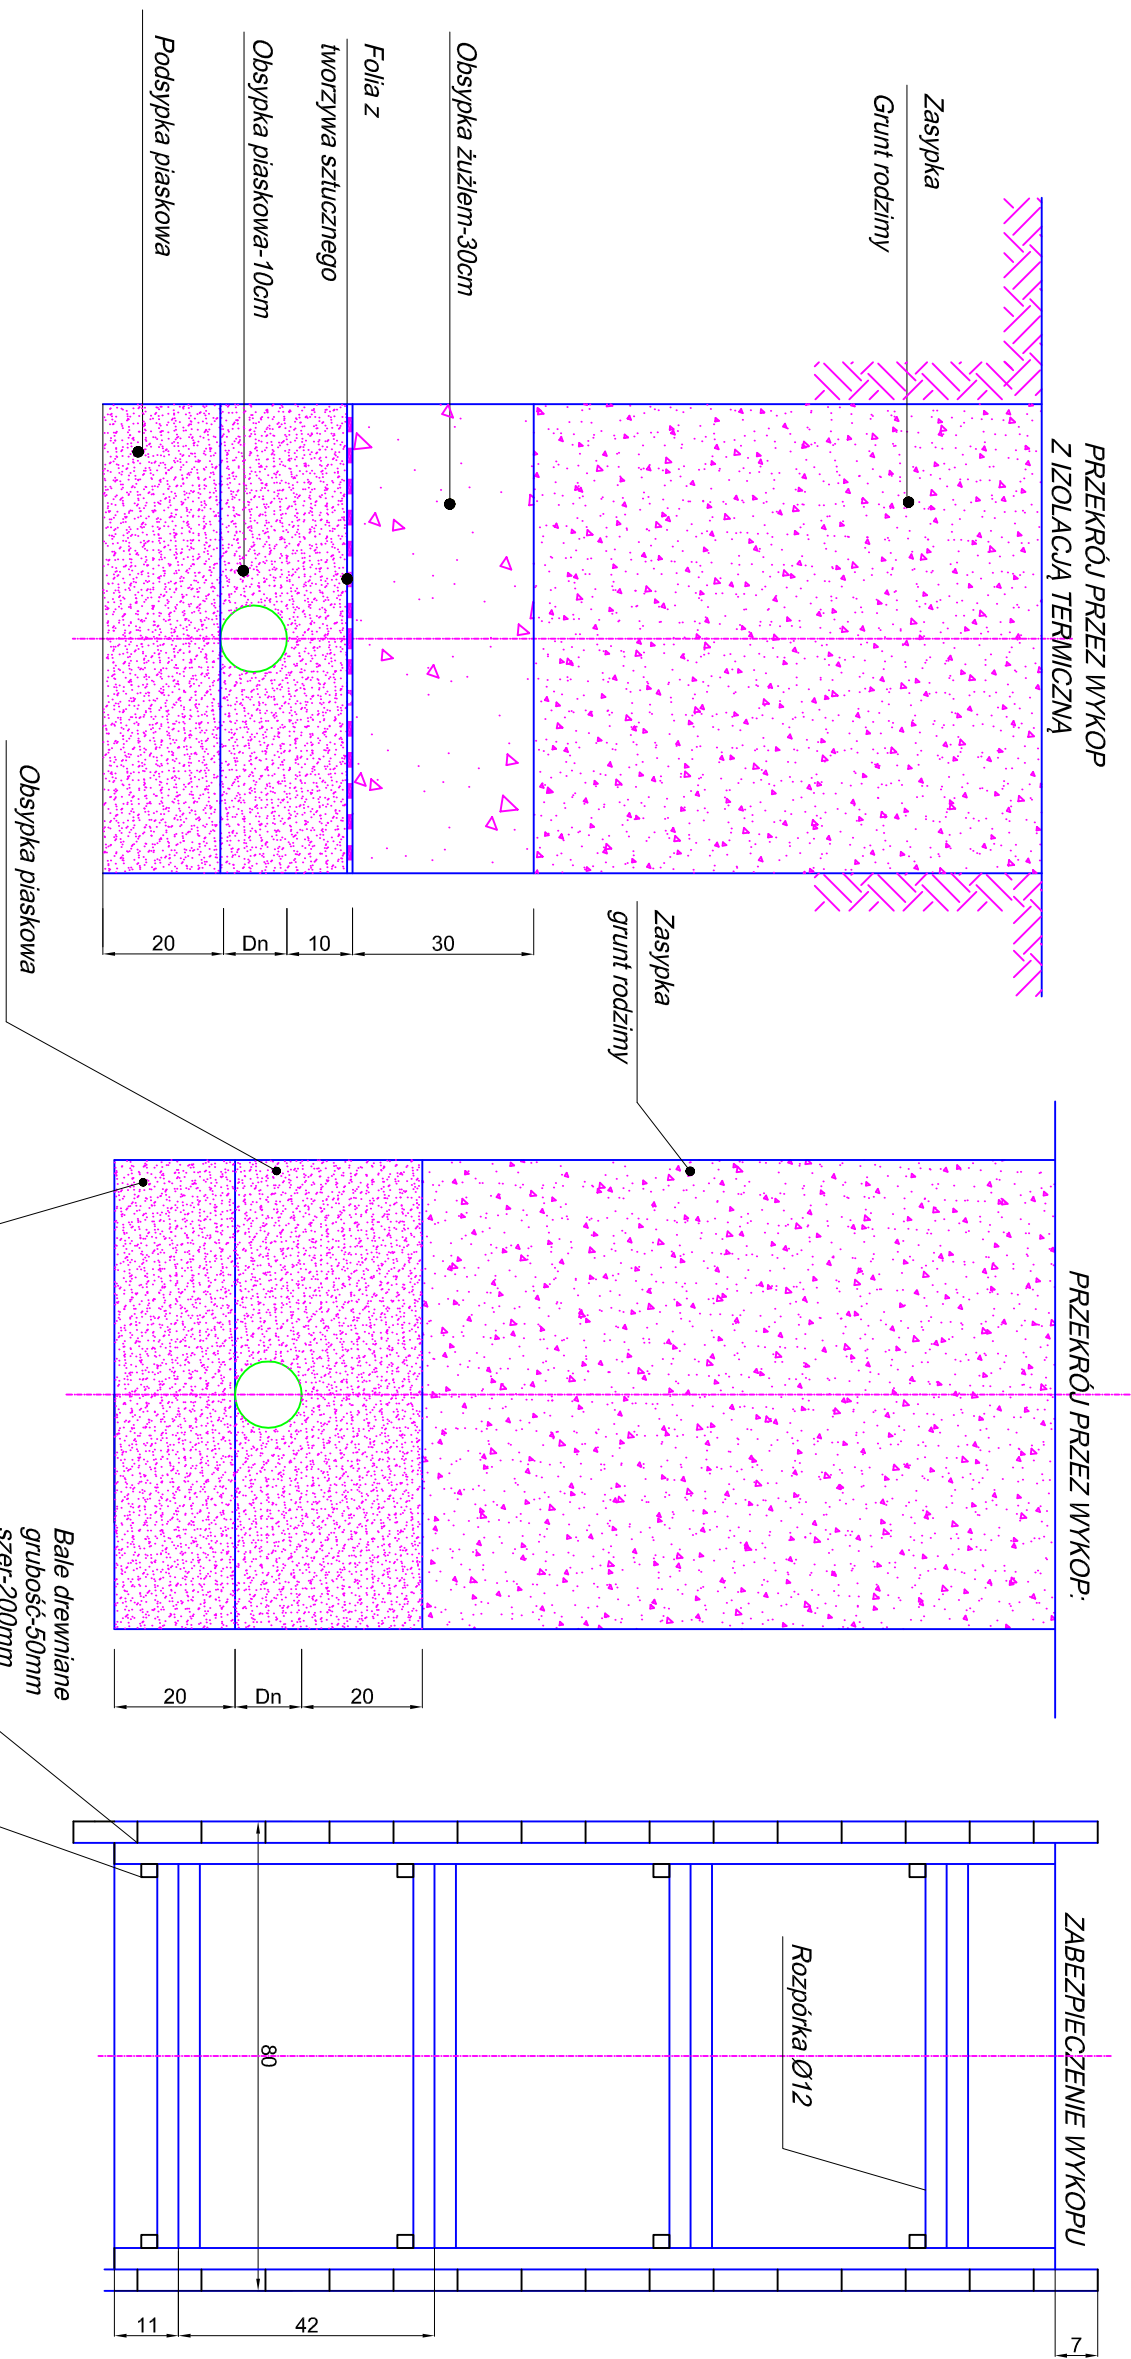 PRZEKRÓJ PRZEZ WYKOP
Z IZOLACJĄ TERMICZNĄ
Zasypka
Grunt rodzimy
Obsypka żużlem-30cm
Folia z
tworzywa sztucznego
Obsypka piaskowa-10cm
Podsypka piaskowa
30
10
Dn
20
PRZEKRÓJ PRZEZ WYKOP:
Zasypka
grunt rodzimy
Obsypka piaskowa
20
Dn
20
ZABEZPIECZENIE WYKOPU
Rozpórka Ø12
Bale drewniane
grubość-50mm
szer-200mm
80
7
42
11